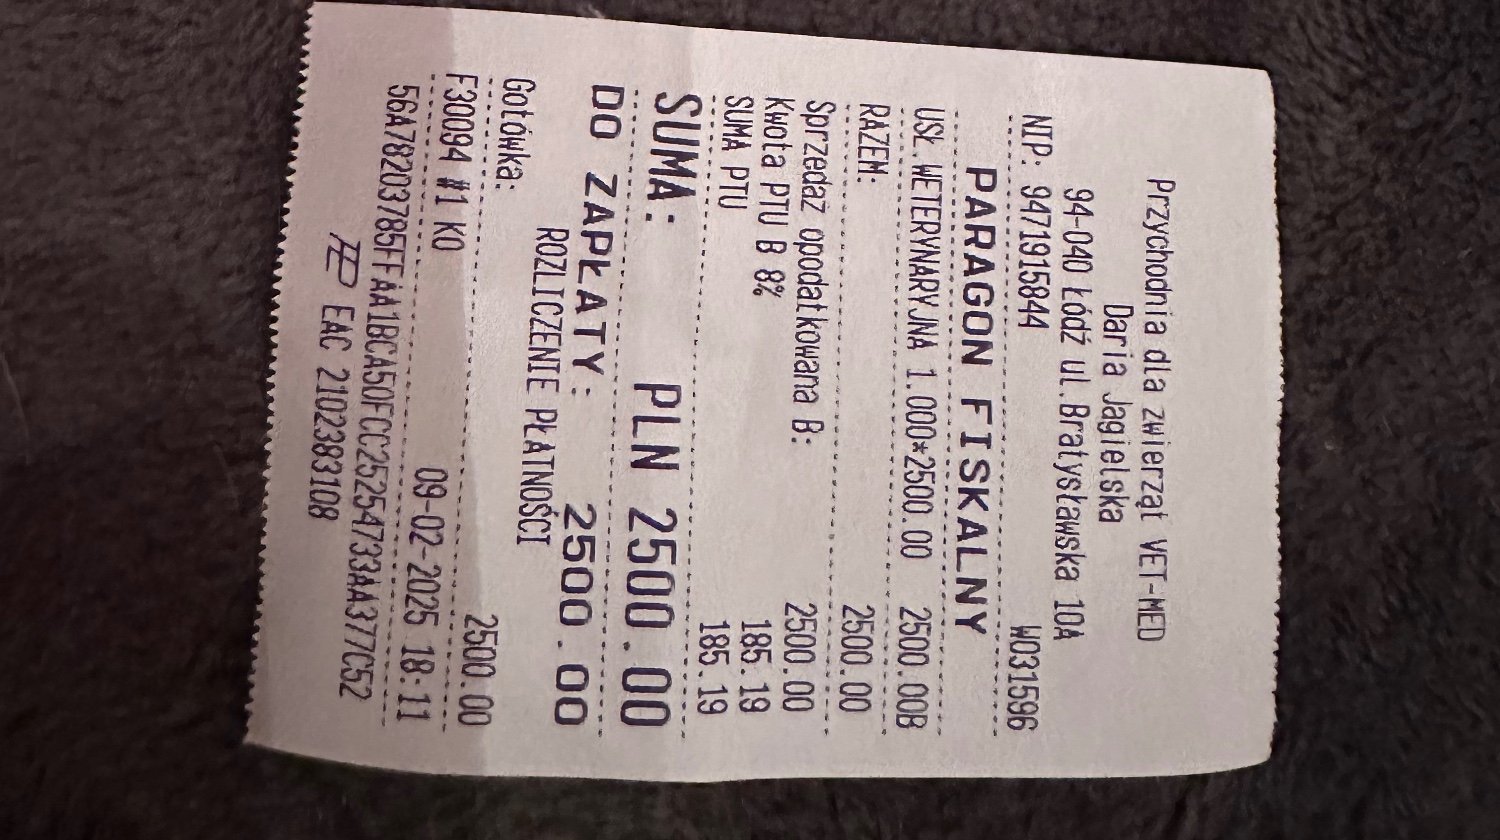 Przychodnia dla zwierząt VET-MED
Daria Jagielska
94-040 Łódź ul.Bratysławska 10A
NIP: 9471915844 W031596
PARAGON FISKALNY
USŁ.WETERYNARYJNA 1.000*2500.00 2500.00B
RAZEM: 2500.00
Sprzedaż opodatkowana B: 2500.00
Kwota PTU B 8% 185.19
SUMA PTU 185.19
SUMA: PLN 2500.00
DO ZAPŁATY: 2500.00
ROZLICZENIE PŁATNOŚCI
Gotówka: 2500.00
F30094 #1 KO 09-02-2025 18:11
56A78203785FFAA1BCA50FCC25254733AA377C52
EAC 2102383108